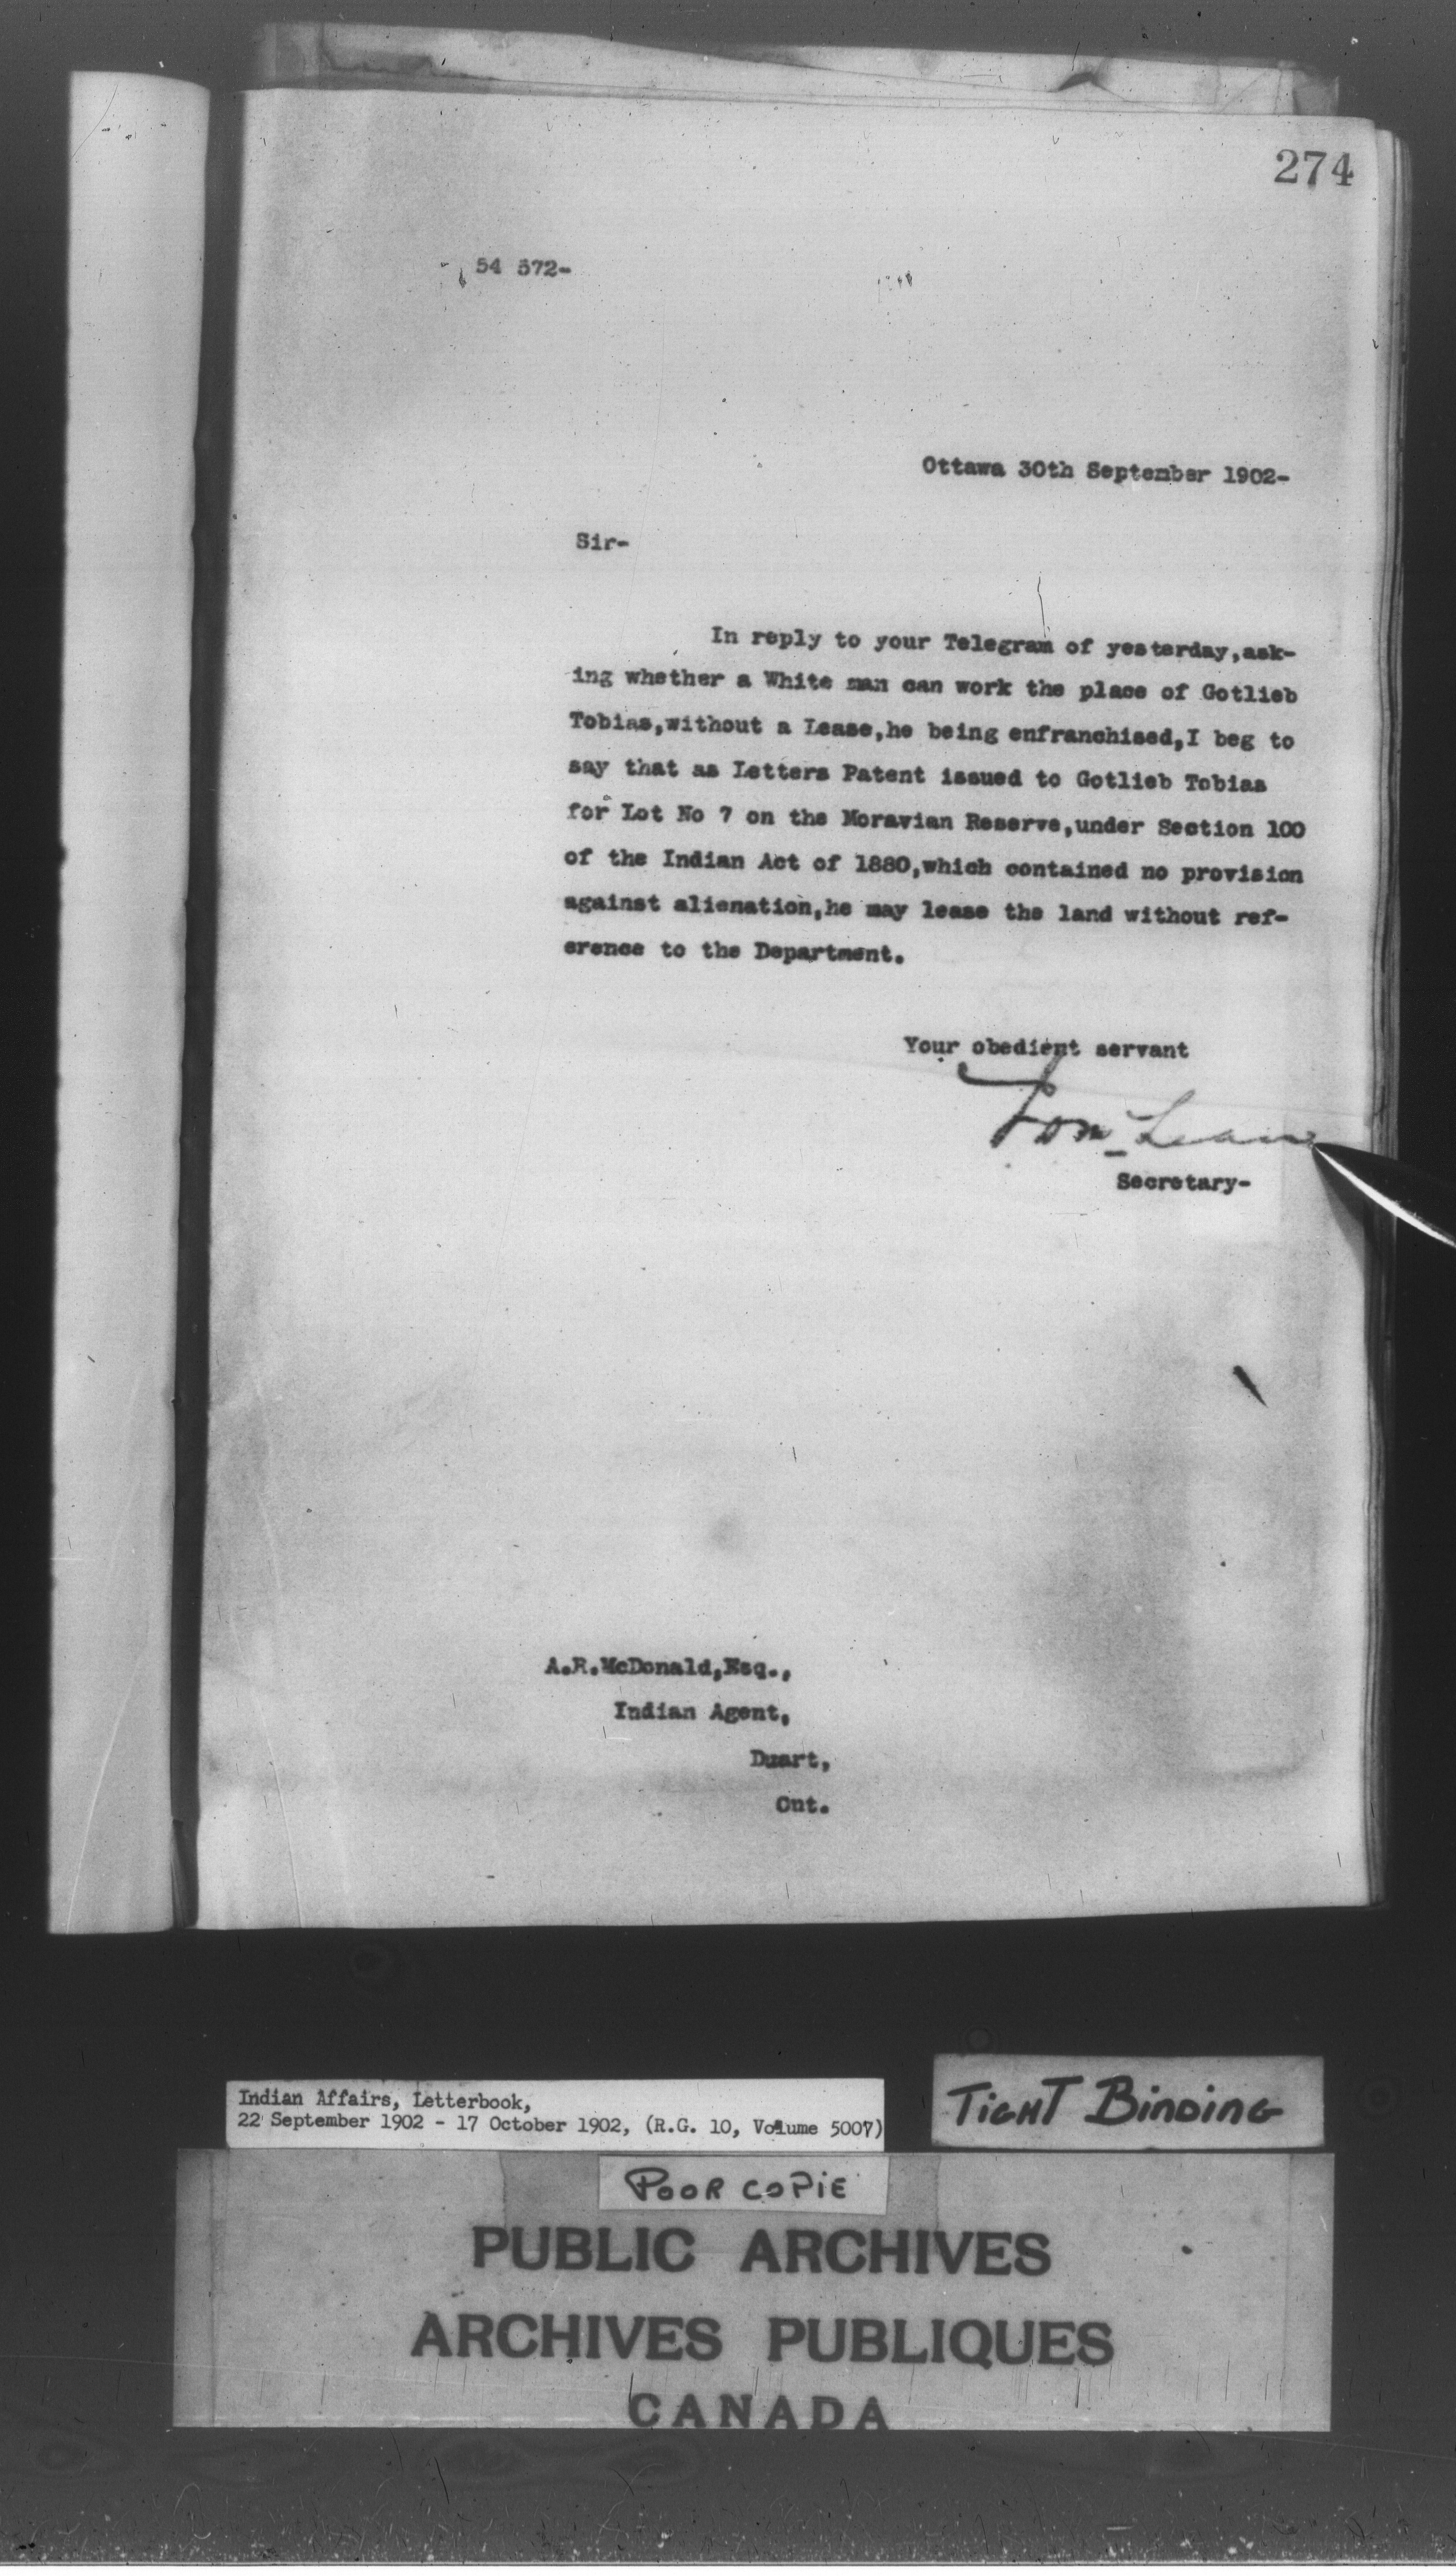 274
54 572-
Ottawa 30th September 1902-
Sir-
In reply to your Telegram of yesterday,ask-
ing whether a White man can work the place of Gotlieb
Tobias,without a Lease,he being enfranchised,I beg to
say that as Letters Patent issued to Gotlieb Tobias
for Lot No 7 on the Moravian Reserve,under Section 100
of the Indian Act of 1880,which contained no provision
against alienation,he may lease the land without ref-
erence to the Department.
Your obedient servant
Secretary-
A.R.McDonald,Esq.,
Indian Agent,
Duart,
Ont.
Indian Affairs, Letterbook,
22 September 1902 - 17 October 1902, (R.G. 10, Volume 5007)
TIGHT BINDING
POOR COPIE
PUBLIC ARCHIVES
ARCHIVES PUBLIQUES
CANADA